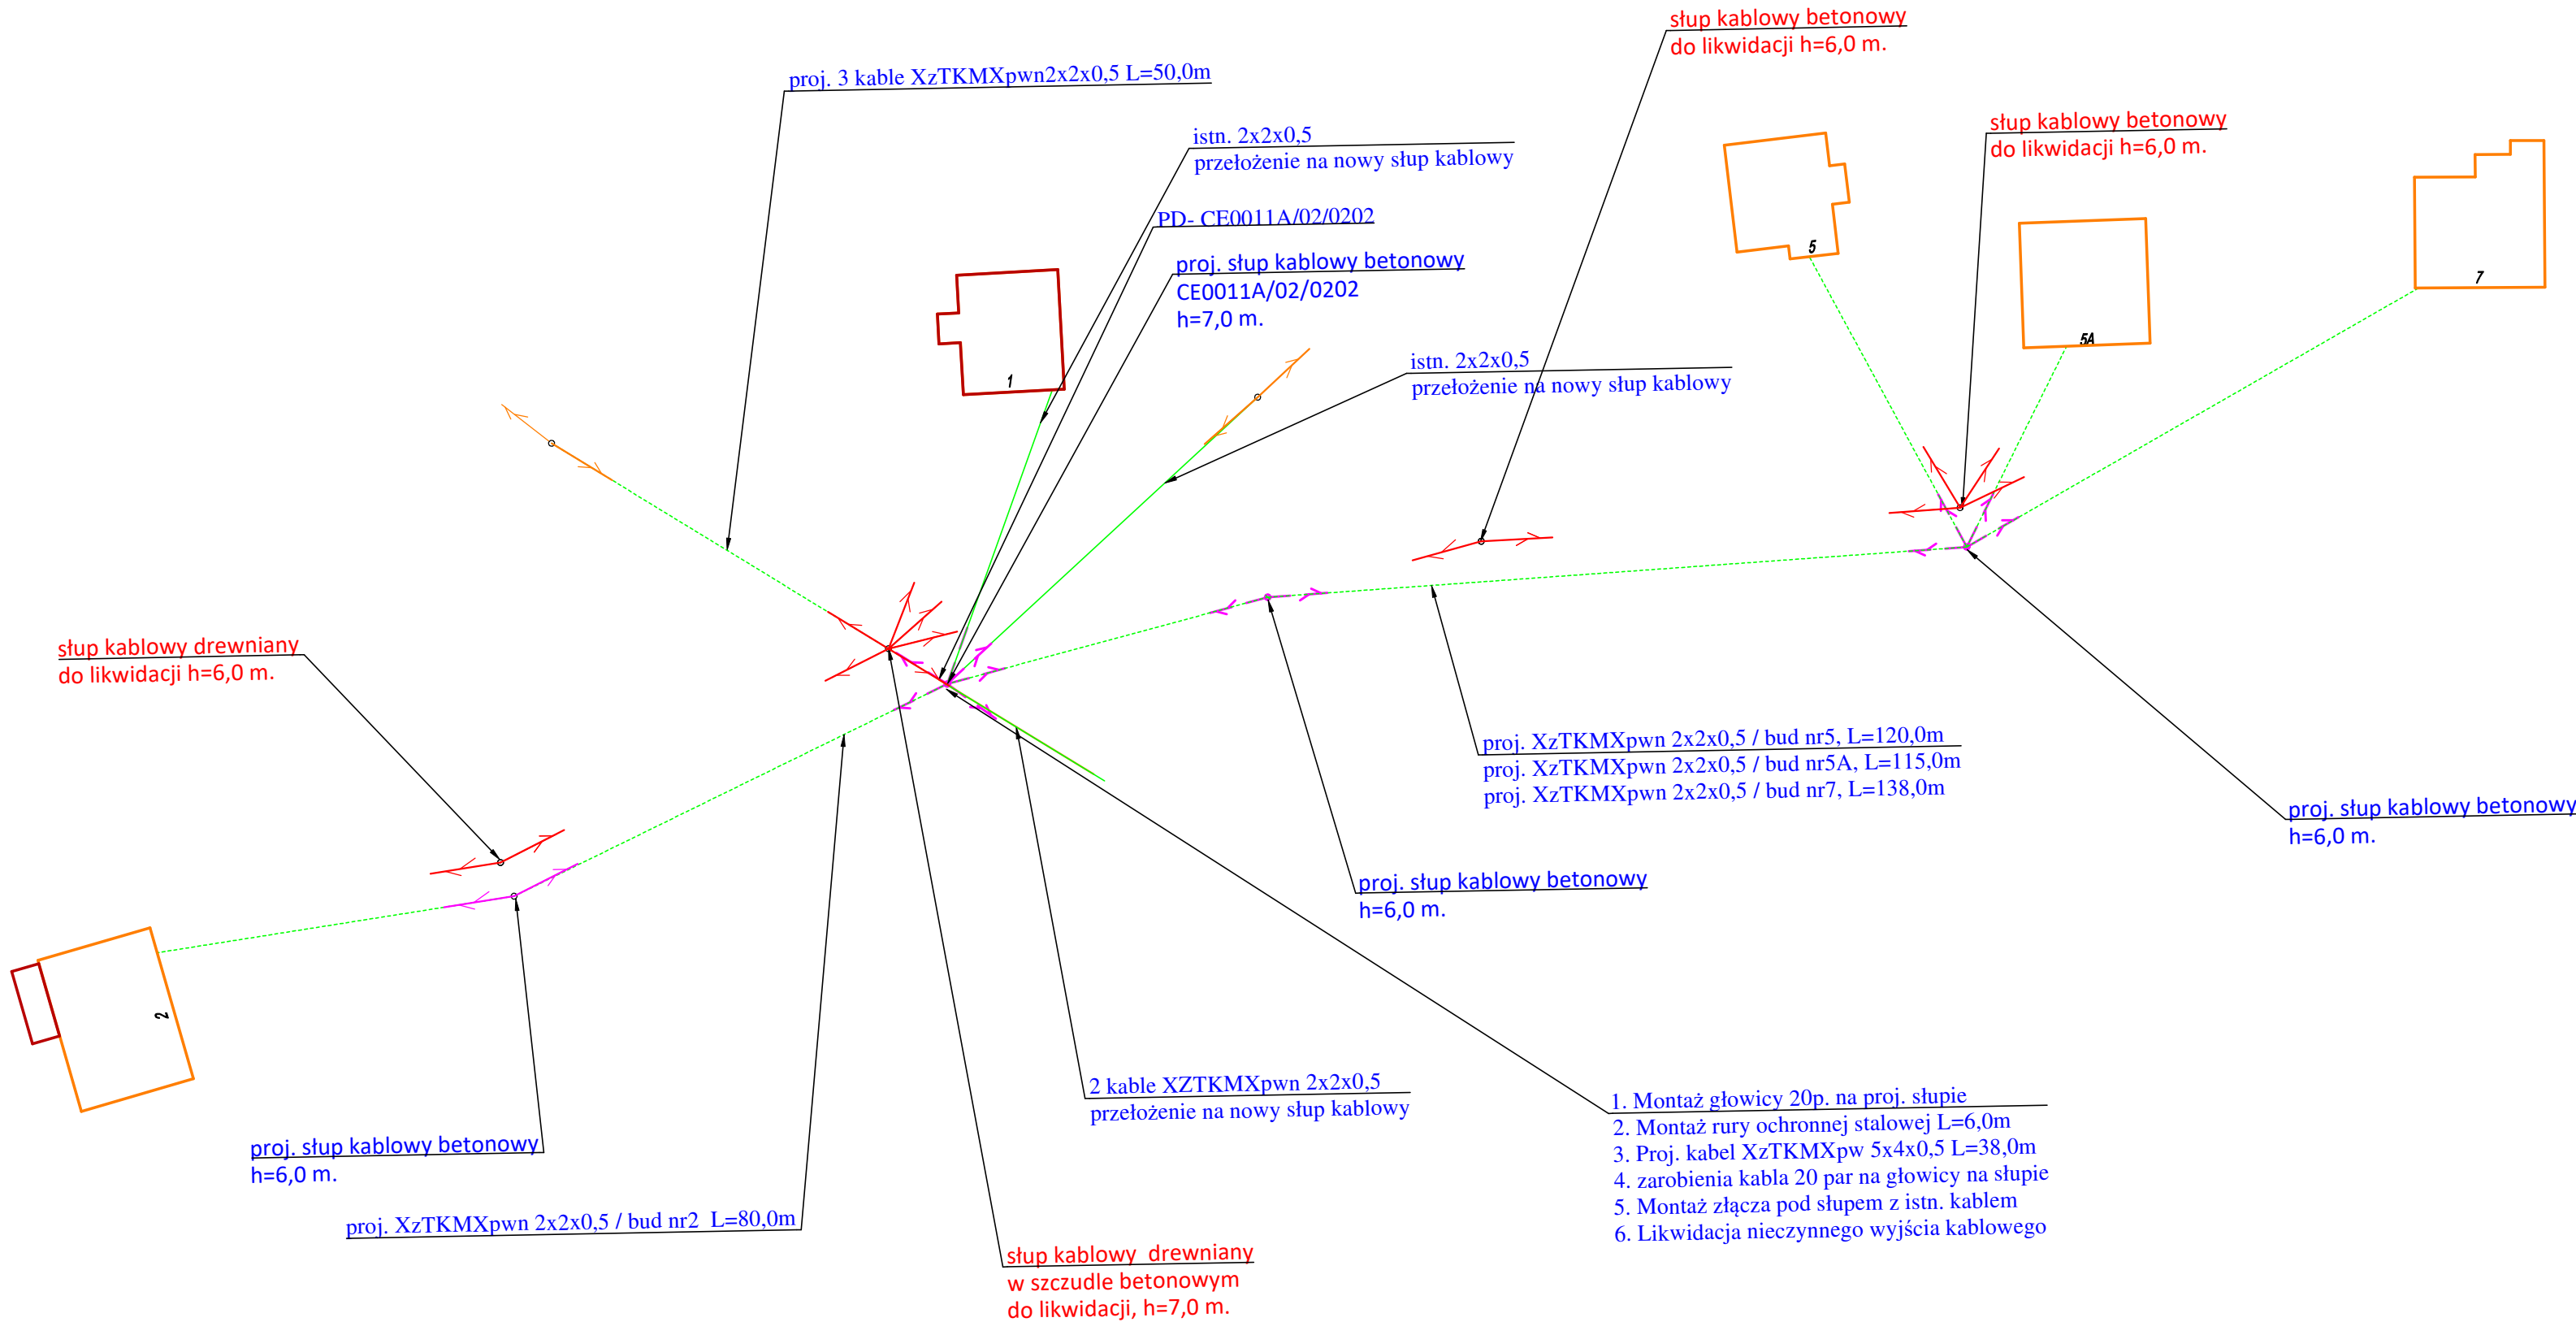 słup kablowy betonowy
do likwidacji h=6,0 m.
proj. 3 kable XzTKMXpwn2x2x0,5 L=50,0m
istn. 2x2x0,5
przełożenie na nowy słup kablowy
słup kablowy betonowy
do likwidacji h=6,0 m.
PD- CE0011A/02/0202
proj. słup kablowy betonowy
CE0011A/02/0202
h=7,0 m.
5
5A
7
1
istn. 2x2x0,5
przełożenie na nowy słup kablowy
słup kablowy drewniany
do likwidacji h=6,0 m.
proj. XzTKMXpwn 2x2x0,5 / bud nr5, L=120,0m
proj. XzTKMXpwn 2x2x0,5 / bud nr5A, L=115,0m
proj. XzTKMXpwn 2x2x0,5 / bud nr7, L=138,0m
proj. słup kablowy betonowy
h=6,0 m.
proj. słup kablowy betonowy
h=6,0 m.
2
2 kable XZTKMXpwn 2x2x0,5
przełożenie na nowy słup kablowy
1. Montaż głowicy 20p. na proj. słupie
2. Montaż rury ochronnej stalowej L=6,0m
3. Proj. kabel XzTKMXpw 5x4x0,5 L=38,0m
4. zarobienia kabla 20 par na głowicy na słupie
5. Montaż złącza pod słupem z istn. kablem
6. Likwidacja nieczynnego wyjścia kablowego
proj. słup kablowy betonowy
h=6,0 m.
proj. XzTKMXpwn 2x2x0,5 / bud nr2 L=80,0m
słup kablowy drewniany
w szczudle betonowym
do likwidacji, h=7,0 m.